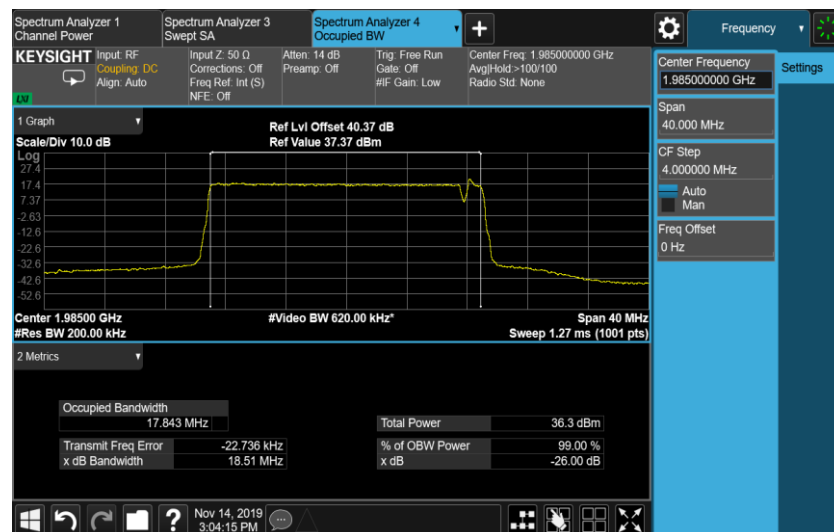 Spectrum Analyzer 1
Channel Power
Spectrum Analyzer 3
Swept SA
Spectrum Analyzer 4
Occupied BW
+
Frequency
KEYSIGHT
Input: RF
Coupling: DC
Align: Auto
Input Z: 50 Ω
Corrections: Off
Freq Ref: Int (S)
NFE: Off
Atten: 14 dB
Preamp: Off
Trig: Free Run
Gate: Off
#IF Gain: Low
Center Freq: 1.985000000 GHz
Avg|Hold:>100/100
Radio Std: None
Center Frequency
1.985000000 GHz
Settings
Span
40.000 MHz
CF Step
4.000000 MHz
Auto
Man
Freq Offset
0 Hz
1 Graph
Scale/Div 10.0 dB
Ref Lvl Offset 40.37 dB
Ref Value 37.37 dBm
Log
27.4
17.4
7.37
-2.63
-12.6
-22.6
-32.6
-42.6
-52.6
Center 1.98500 GHz
#Res BW 200.00 kHz
#Video BW 620.00 kHz*
Span 40 MHz
Sweep 1.27 ms (1001 pts)
2 Metrics
Occupied Bandwidth
17.843 MHz
Total Power 36.3 dBm
Transmit Freq Error -22.736 kHz
% of OBW Power 99.00 %
x dB Bandwidth 18.51 MHz
x dB -26.00 dB
?
Nov 14, 2019
3:04:15 PM